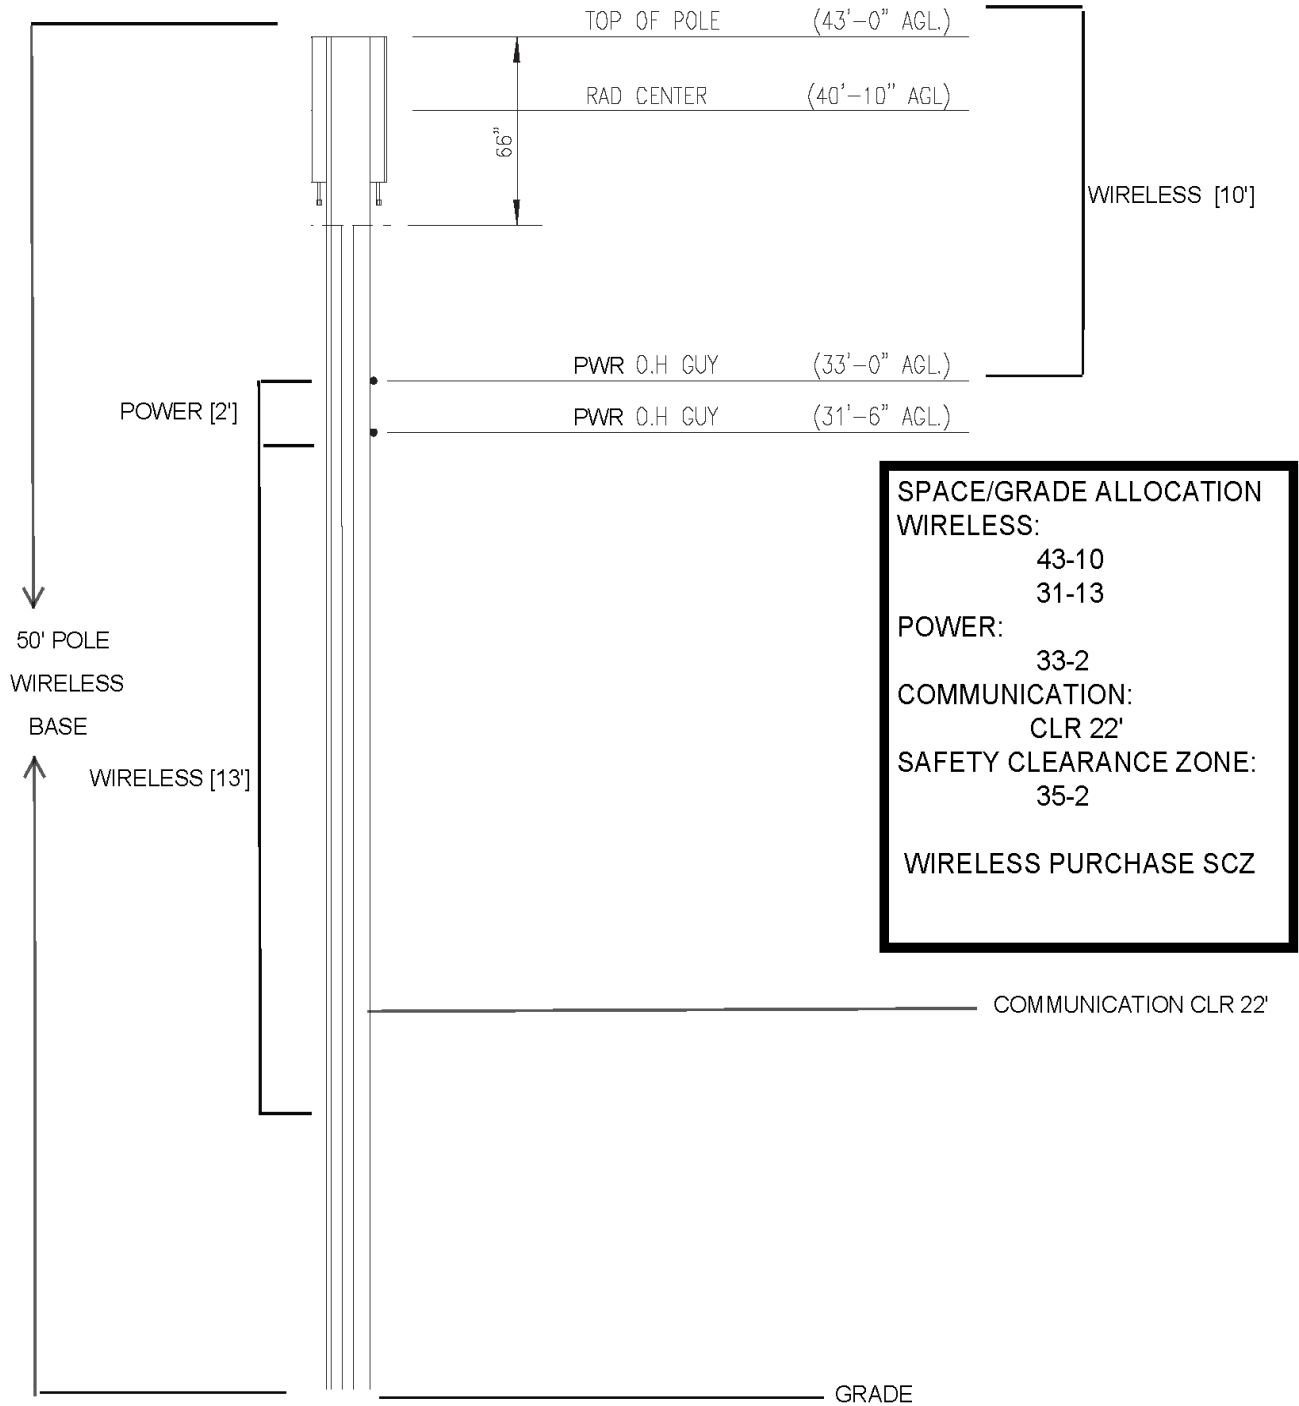 TOP OF POLE (43'-0" AGL.)
RAD CENTER (40'-10" AGL)
66"
WIRELESS [10']
PWR O.H GUY (33'-0" AGL.)
POWER [2']
PWR O.H GUY (31'-6" AGL.)
SPACE/GRADE ALLOCATION
WIRELESS:
43-10
31-13
POWER:
33-2
COMMUNICATION:
CLR 22'
SAFETY CLEARANCE ZONE:
35-2
WIRELESS PURCHASE SCZ
50' POLE
WIRELESS
BASE
WIRELESS [13']
COMMUNICATION CLR 22'
GRADE